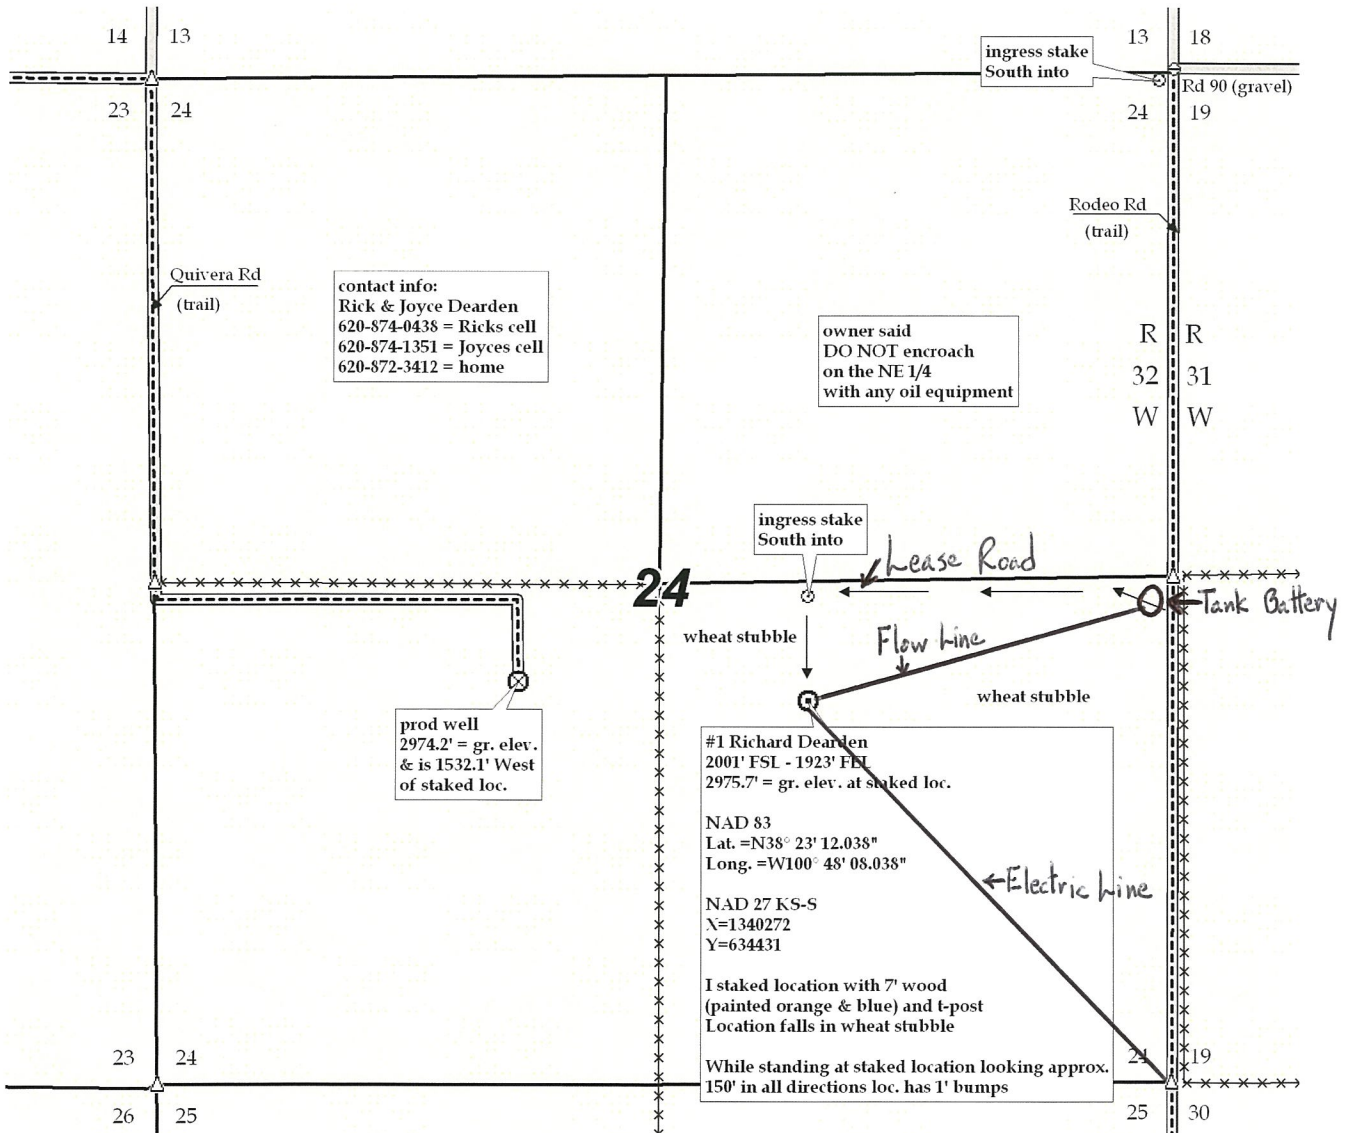 14 13
13 18
ingress stake
South into
Rd 90 (gravel)
23 24
24 19
Rodeo Rd
(trail)
Quivera Rd
(trail)
contact info:
Rick & Joyce Dearden
620-874-0438 = Ricks cell
620-874-1351 = Joyces cell
620-872-3412 = home
owner said
DO NOT encroach
on the NE 1/4
with any oil equipment
R R
32 31
W W
ingress stake
South into
Lease Road
24
Tank Battery
wheat stubble
Flow Line
wheat stubble
prod well
2974.2' = gr. elev.
& is 1532.1' West
of staked loc.
#1 Richard Dearden
2001' FSL - 1923' FEL
2975.7' = gr. elev. at staked loc.
NAD 83
Lat. =N38° 23' 12.038"
Long. =W100° 48' 08.038"
Electric Line
NAD 27 KS-S
X=1340272
Y=634431
I staked location with 7' wood
(painted orange & blue) and t-post
Location falls in wheat stubble
While standing at staked location looking approx.
150' in all directions loc. has 1' bumps
23 24
24 19
26 25
25 30